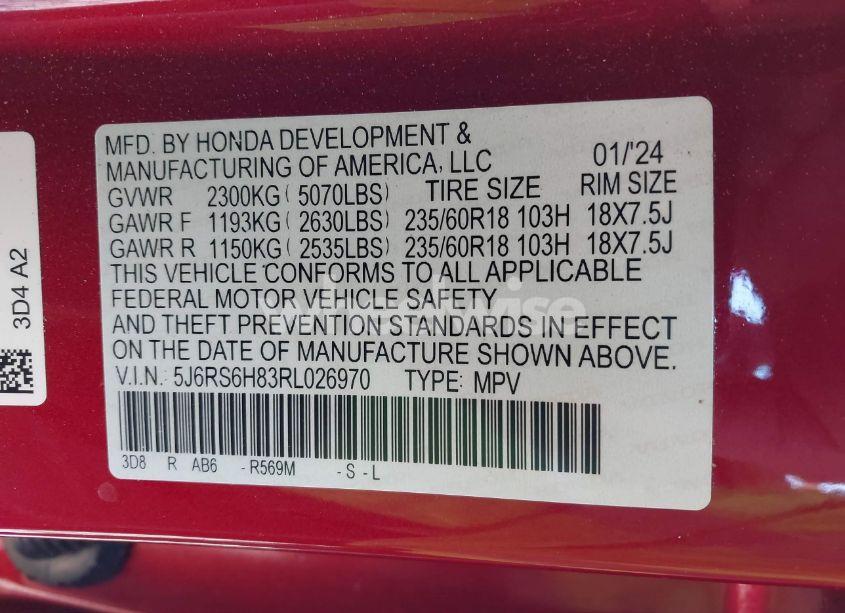 MFD. BY HONDA DEVELOPMENT &
MANUFACTURING OF AMERICA, LLC 01/'24
GVWR 2300KG ( 5070LBS) TIRE SIZE RIM SIZE
GAWR F 1193KG ( 2630LBS) 235/60R18 103H 18X7.5J
GAWR R 1150KG ( 2535LBS) 235/60R18 103H 18X7.5J
THIS VEHICLE CONFORMS TO ALL APPLICABLE
FEDERAL MOTOR VEHICLE SAFETY
AND THEFT PREVENTION STANDARDS IN EFFECT
ON THE DATE OF MANUFACTURE SHOWN ABOVE.
V.I.N.: 5J6RS6H83RL026970 TYPE: MPV
3D8 R AB6 -R569M -S-L
3D4 A2